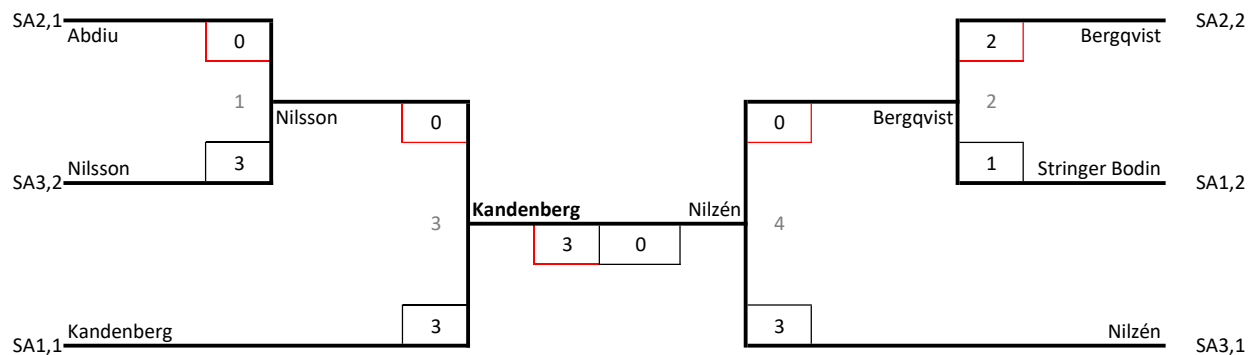 SA2,1 Abdiu 0 2 Bergqvist SA2,2
1 Nilsson 0 0 Bergqvist 2
SA3,2 Nilsson 3 1 Stringer Bodin SA1,2
3 Kandenberg Nilzén 4
3 0
SA1,1 Kandenberg 3 3 Nilzén SA3,1